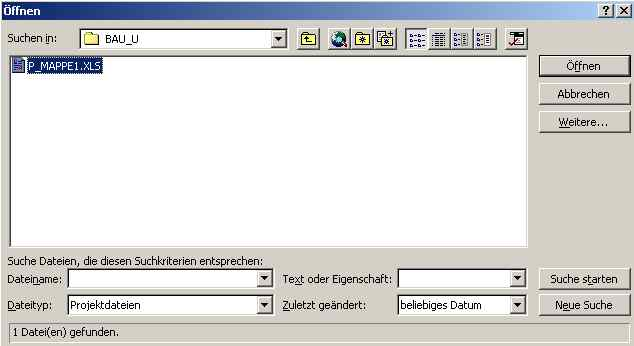 Öffnen
Suchen in: BAU_U
P_MAPPE1.XLS
Öffnen
Abbrechen
Weitere...
Suche Dateien, die diesen Suchkriterien entsprechen:
Dateiname: Text oder Eigenschaft: Suche starten
Dateityp: Projektdateien Zuletzt geändert: beliebiges Datum Neue Suche
1 Datei(en) gefunden.